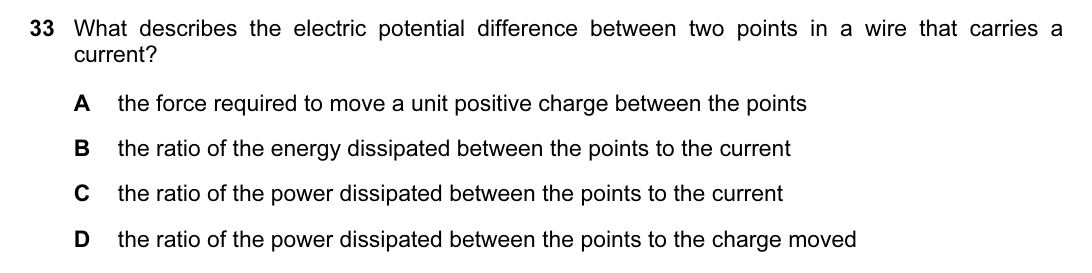 33 What describes the electric potential difference between two points in a wire that carries a
current?
A the force required to move a unit positive charge between the points
B the ratio of the energy dissipated between the points to the current
C the ratio of the power dissipated between the points to the current
D the ratio of the power dissipated between the points to the charge moved